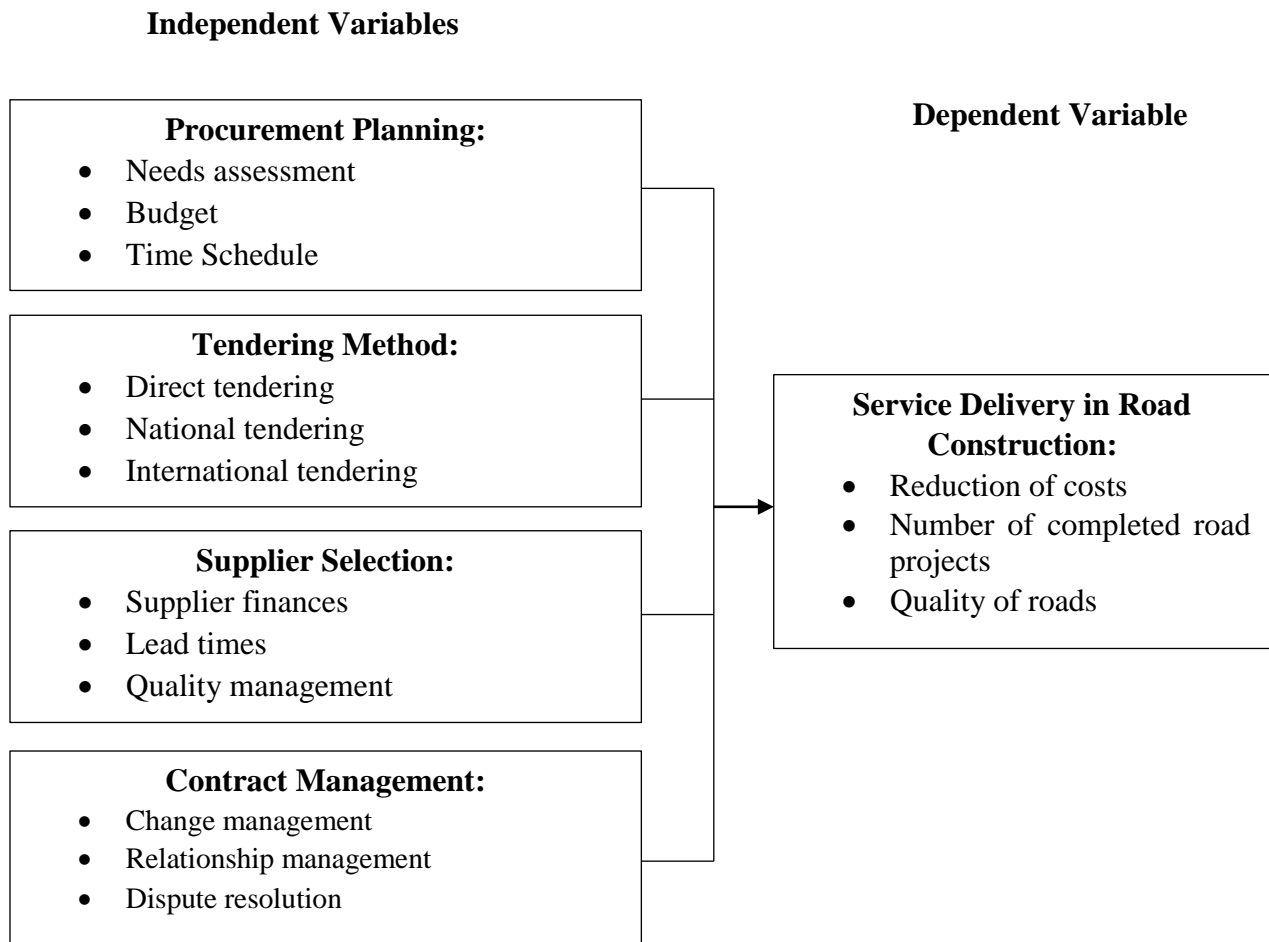 Independent Variables
Dependent Variable
Procurement Planning:
• Needs assessment
• Budget
• Time Schedule
Tendering Method:
• Direct tendering
• National tendering
• International tendering
Supplier Selection:
• Supplier finances
• Lead times
• Quality management
Contract Management:
• Change management
• Relationship management
• Dispute resolution
Service Delivery in Road
Construction:
• Reduction of costs
• Number of completed road
projects
• Quality of roads